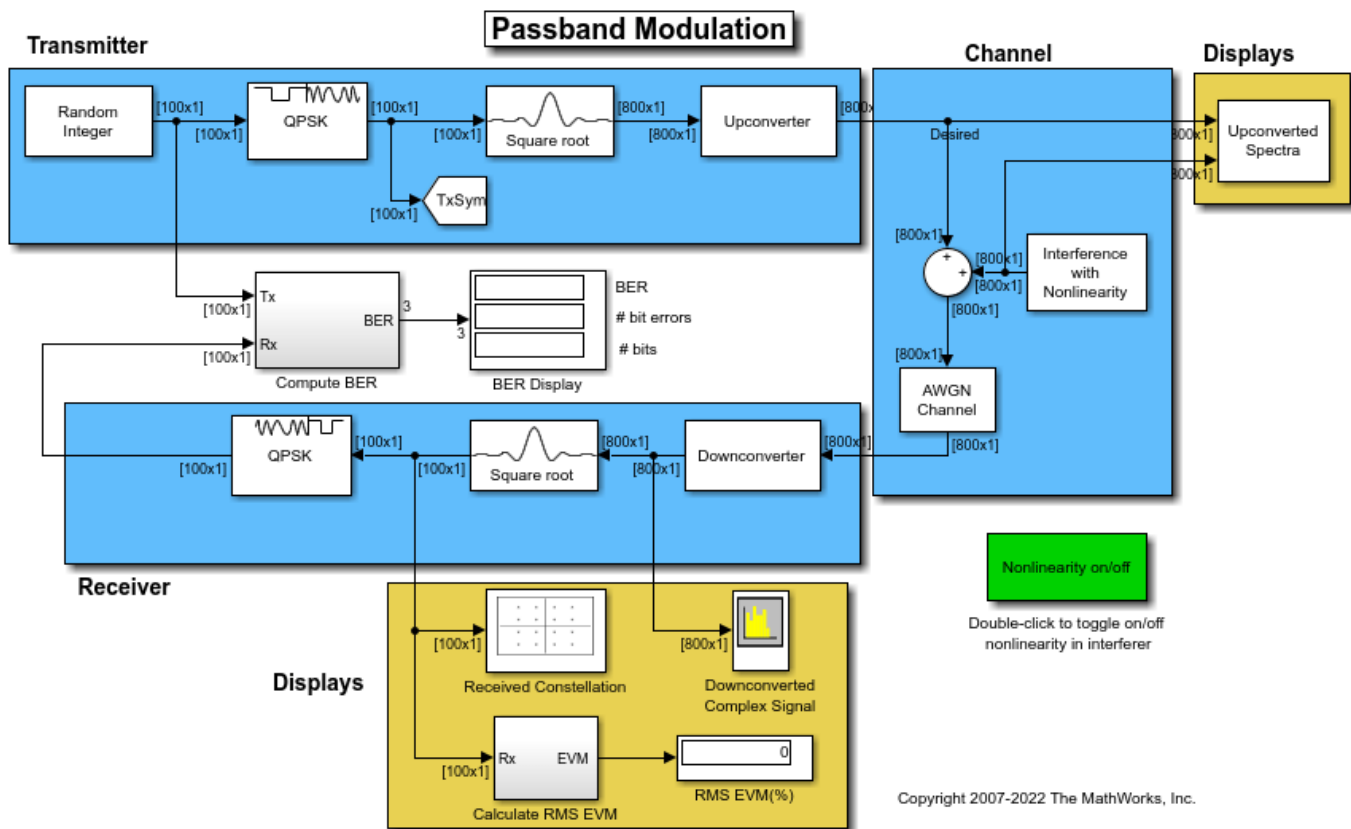 Passband Modulation
Transmitter
Channel
Displays
Random
Integer
[100x1]
[100x1]
QPSK
[100x1]
[100x1]
TxSym
[100x1]
Square root
[800x1]
[800x1]
Upconverter
[800x
Desired
800x1]
800x1]
Upconverted
Spectra
[800x1]
+
+
[800x1]
[800x1]
Interference
with
Nonlinearity
[800x1]
[800x1]
AWGN
Channel
[800x1]
[100x1]
[100x1]
Tx
Rx
BER
3
Compute BER
3
BER
# bit errors
# bits
BER Display
[100x1]
QPSK
[100x1]
[100x1]
Square root
[800x1]
[800x1]
Downconverter
[800x1]
Receiver
Nonlinearity on/off
Double-click to toggle on/off
nonlinearity in interferer
Displays
[100x1]
Received Constellation
[800x1]
Downconverted
Complex Signal
[100x1]
Rx
EVM
Calculate RMS EVM
0
RMS EVM(%)
Copyright 2007-2022 The MathWorks, Inc.